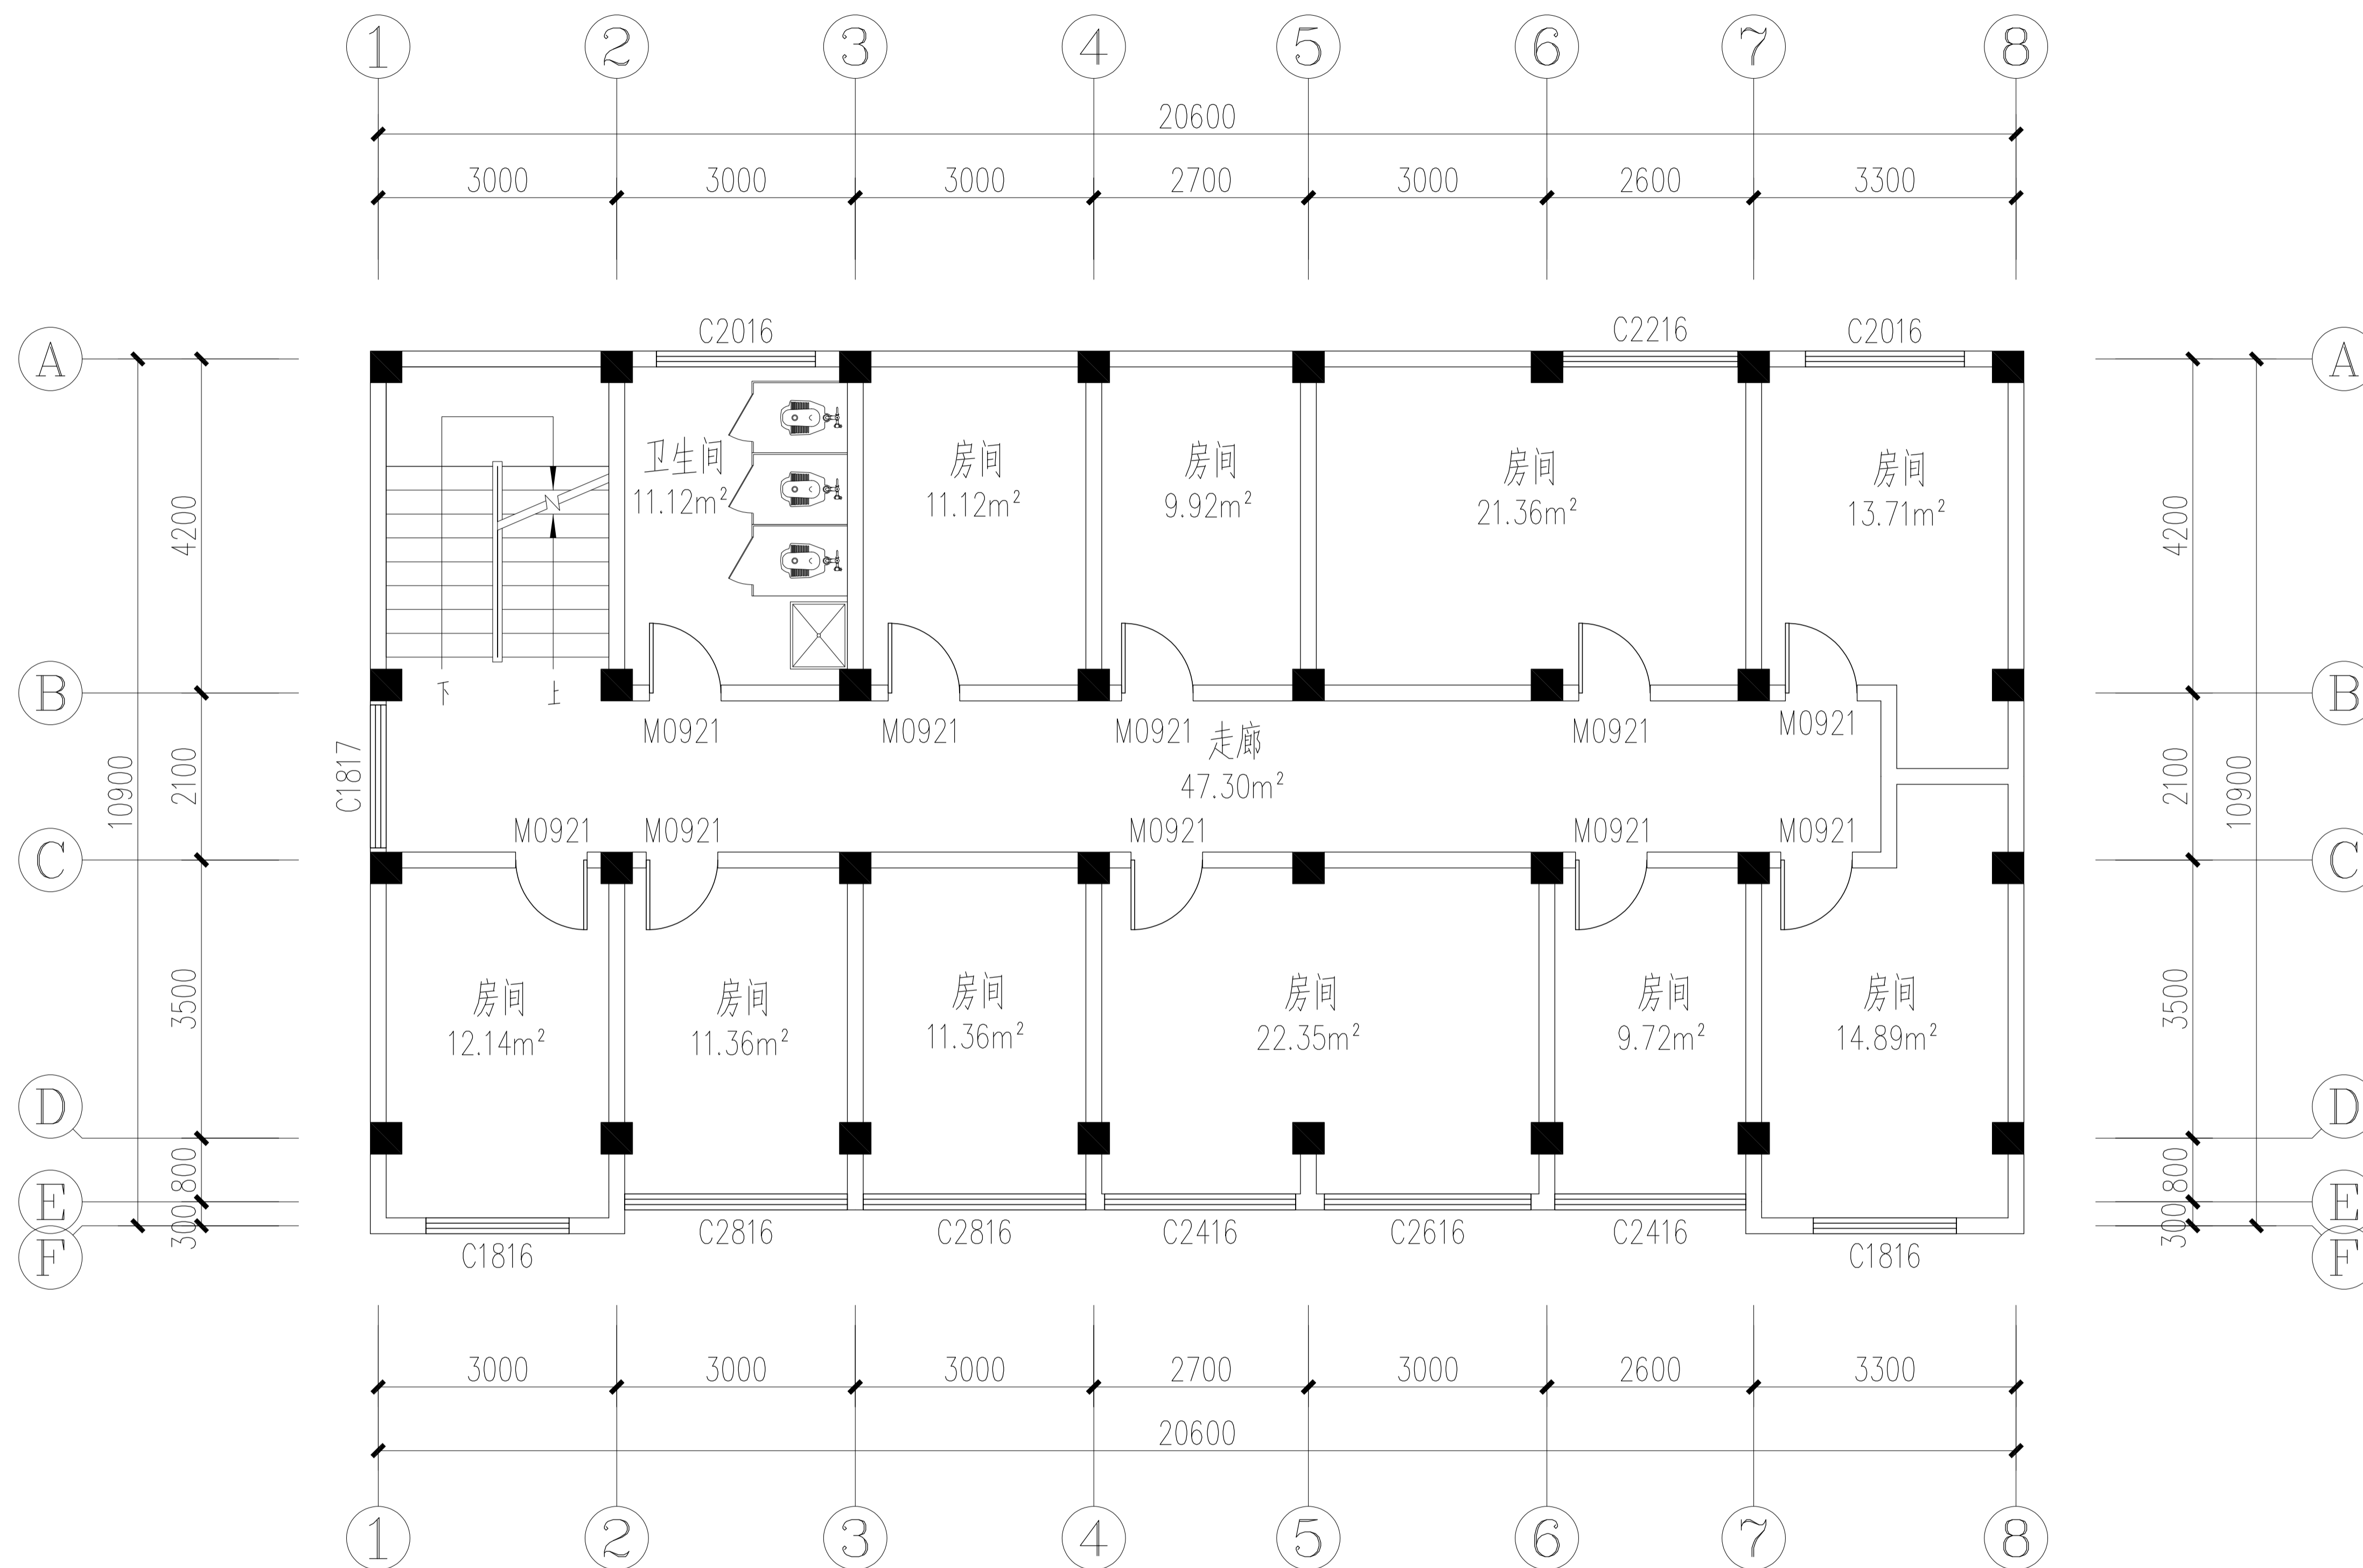 1 2 3 4 5 6 7 8
20600
3000 3000 3000 2700 3000 2600 3300
C2016 C2216 C2016
A A
卫生间
11.12m²
房间
11.12m²
房间
9.92m²
房间
21.36m²
房间
13.71m²
4200 4200
下 上
B B
M0921 M0921 M0921 M0921 M0921
走廊
47.30m²
C1817
10900 2100 2100 10900
M0921 M0921 M0921 M0921 M0921
C C
房间
12.14m²
房间
11.36m²
房间
11.36m²
房间
22.35m²
房间
9.72m²
房间
14.89m²
3500 3500
D D
800 800
E E
300 300
F F
C1816 C2816 C2816 C2416 C2616 C2416 C1816
3000 3000 3000 2700 3000 2600 3300
20600
1 2 3 4 5 6 7 8